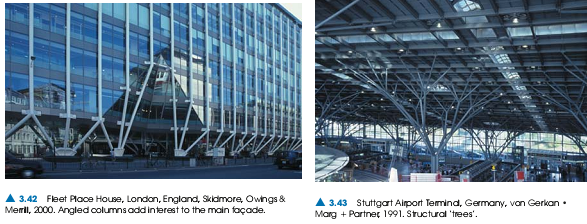 ▲ 3.42 Fleet Place House, London, England, Skidmore, Owings &
Merrill, 2000. Angled columns add interest to the main façade.
▲ 3.43 Stuttgart Airport Terminal, Germany, von Gerkan •
Marg + Partner, 1991. Structural 'trees'.